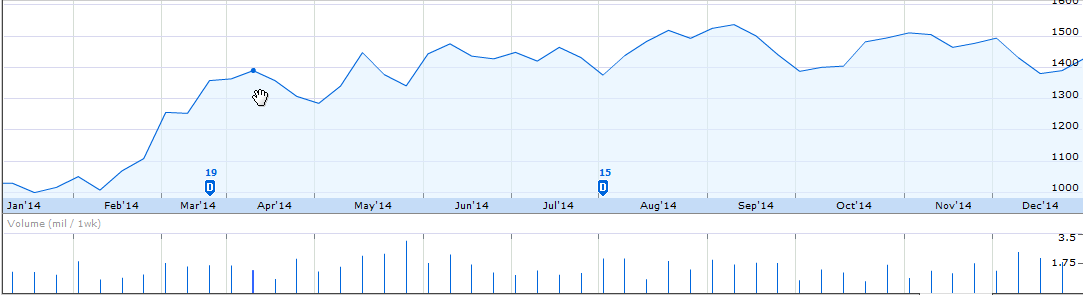 1600
1500
1400
1300
1200
1100
1000
19
D
15
D
Jan'14 Feb'14 Mar'14 Apr'14 May'14 Jun'14 Jul'14 Aug'14 Sep'14 Oct'14 Nov'14 Dec'14
Volume (mil / 1wk)
3.5
1.75